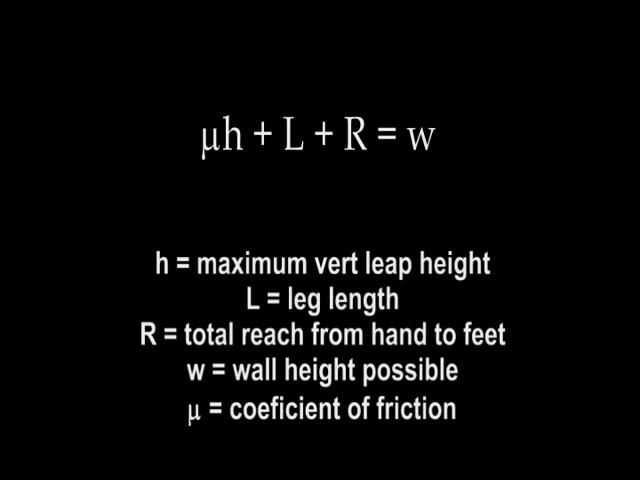 μh + L + R = w
h = maximum vert leap height
L = leg length
R = total reach from hand to feet
w = wall height possible
μ = coeficient of friction